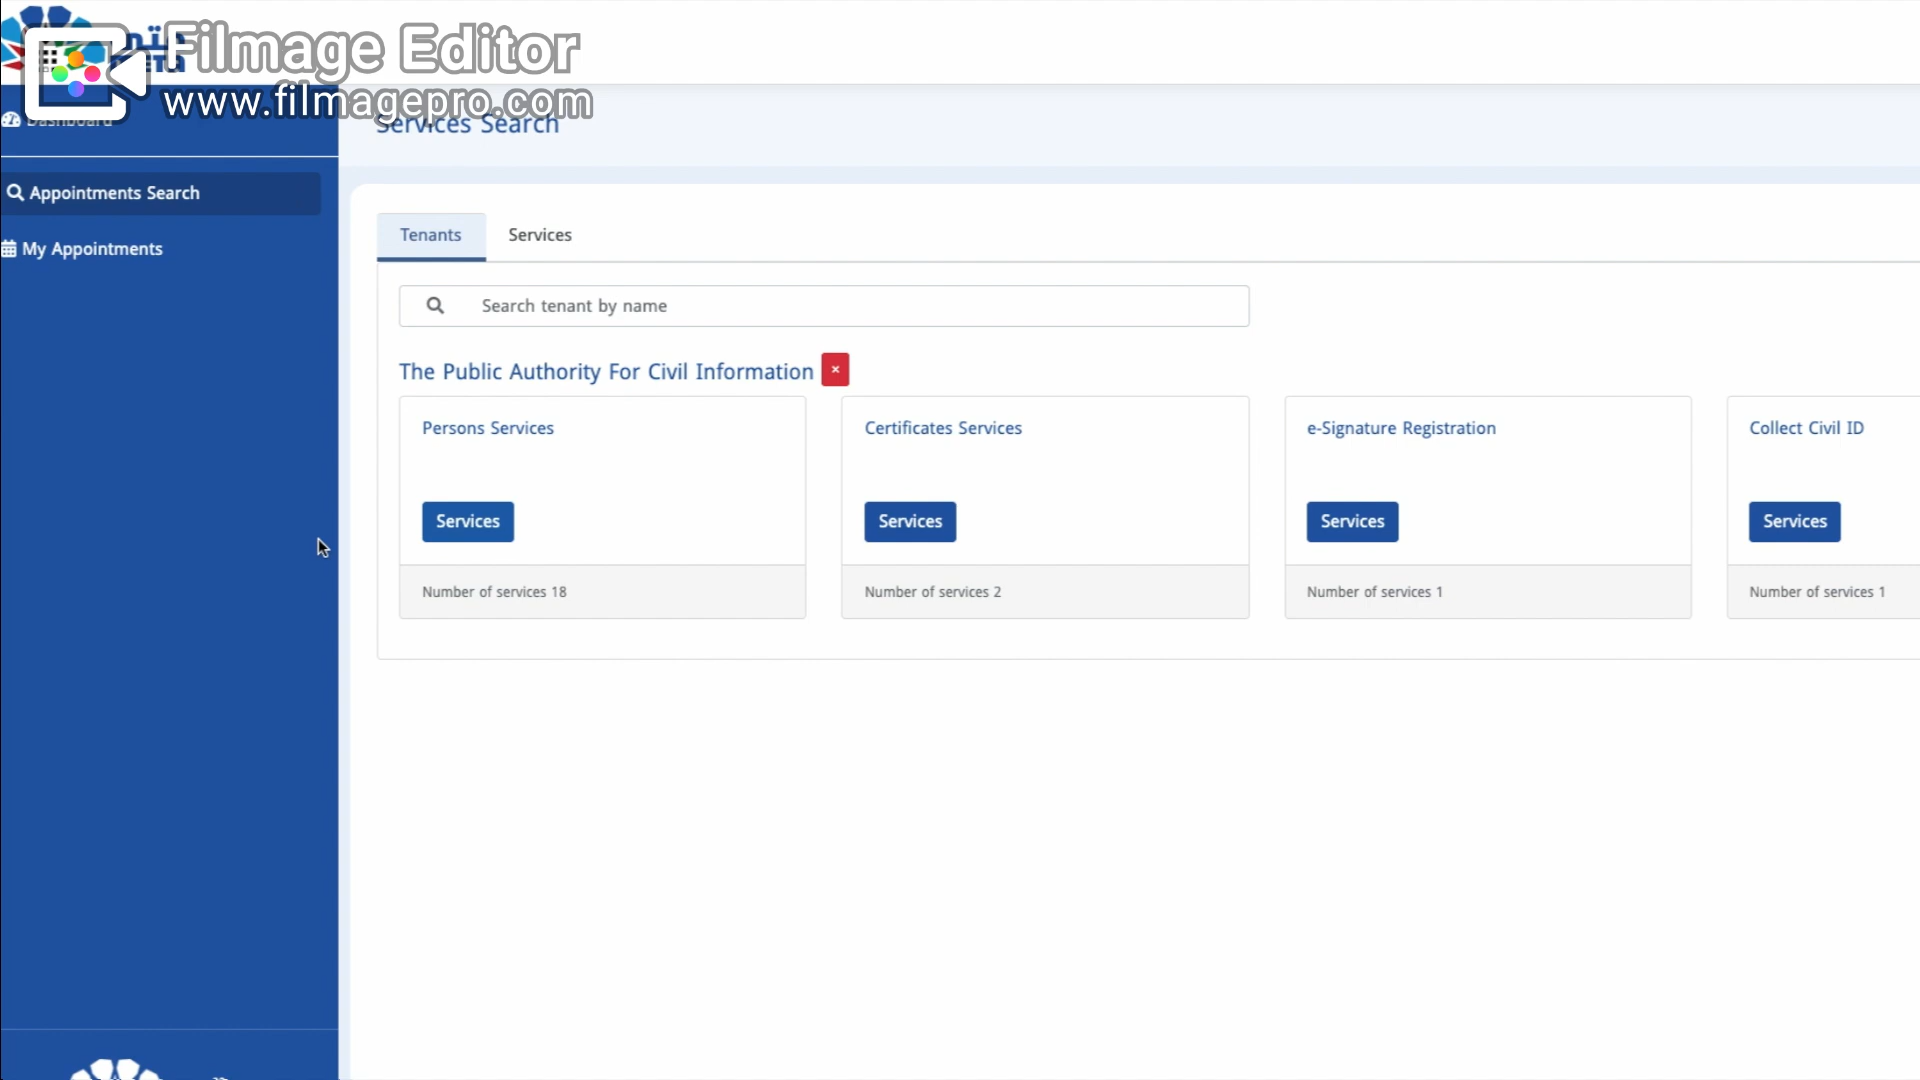 Filmage Editor
www.filmagepro.com
Dashboard
Services Search
Appointments Search
My Appointments
Tenants
Services
Search tenant by name
The Public Authority For Civil Information
×
Persons Services
Certificates Services
e-Signature Registration
Collect Civil ID
Services
Services
Services
Services
Number of services 18
Number of services 2
Number of services 1
Number of services 1